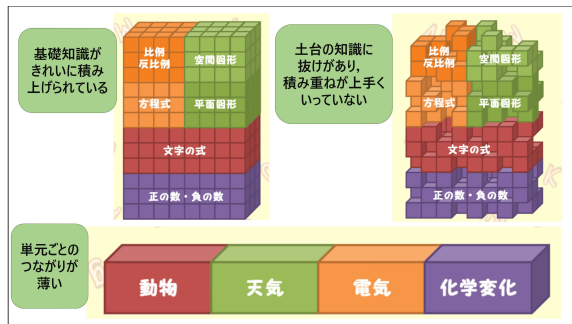 基礎知識が
きれいに積み
上げられている
比例
反比例
空間図形
方程式
平面図形
文字の式
正の数・負の数
土台の知識に
抜けがあり,
積み重ねが上手く
いっていない
比例
反比例
空間図形
方程式
平面図形
文字の式
正の数・負の数
単元ごとの
つながりが
薄い
動物
天気
電気
化学変化